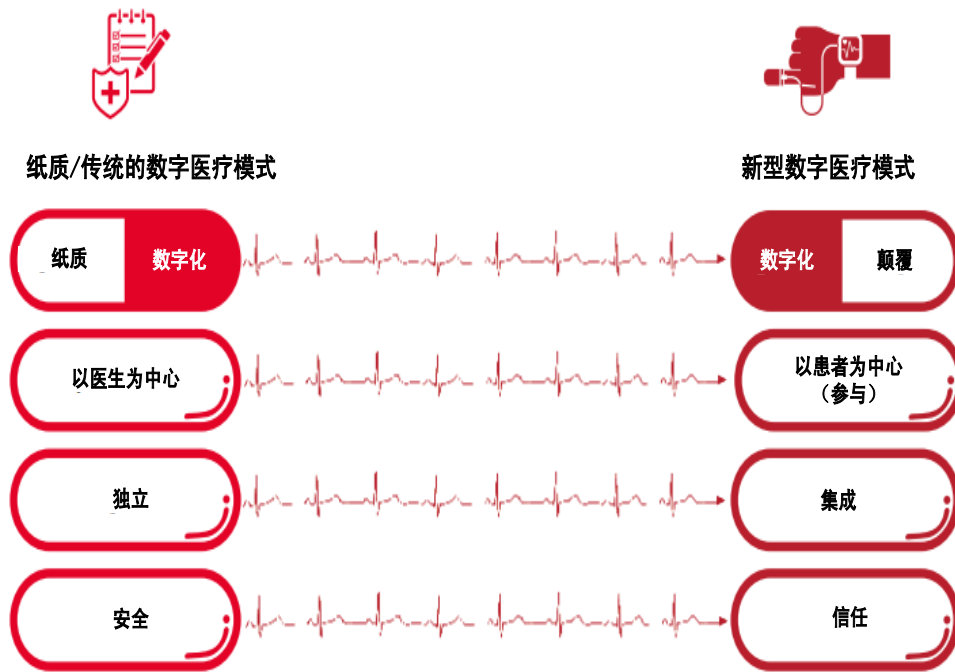 纸质/传统的数字医疗模式
新型数字医疗模式
纸质
数字化
数字化
颠覆
以医生为中心
以患者为中心
（参与）
独立
集成
安全
信任